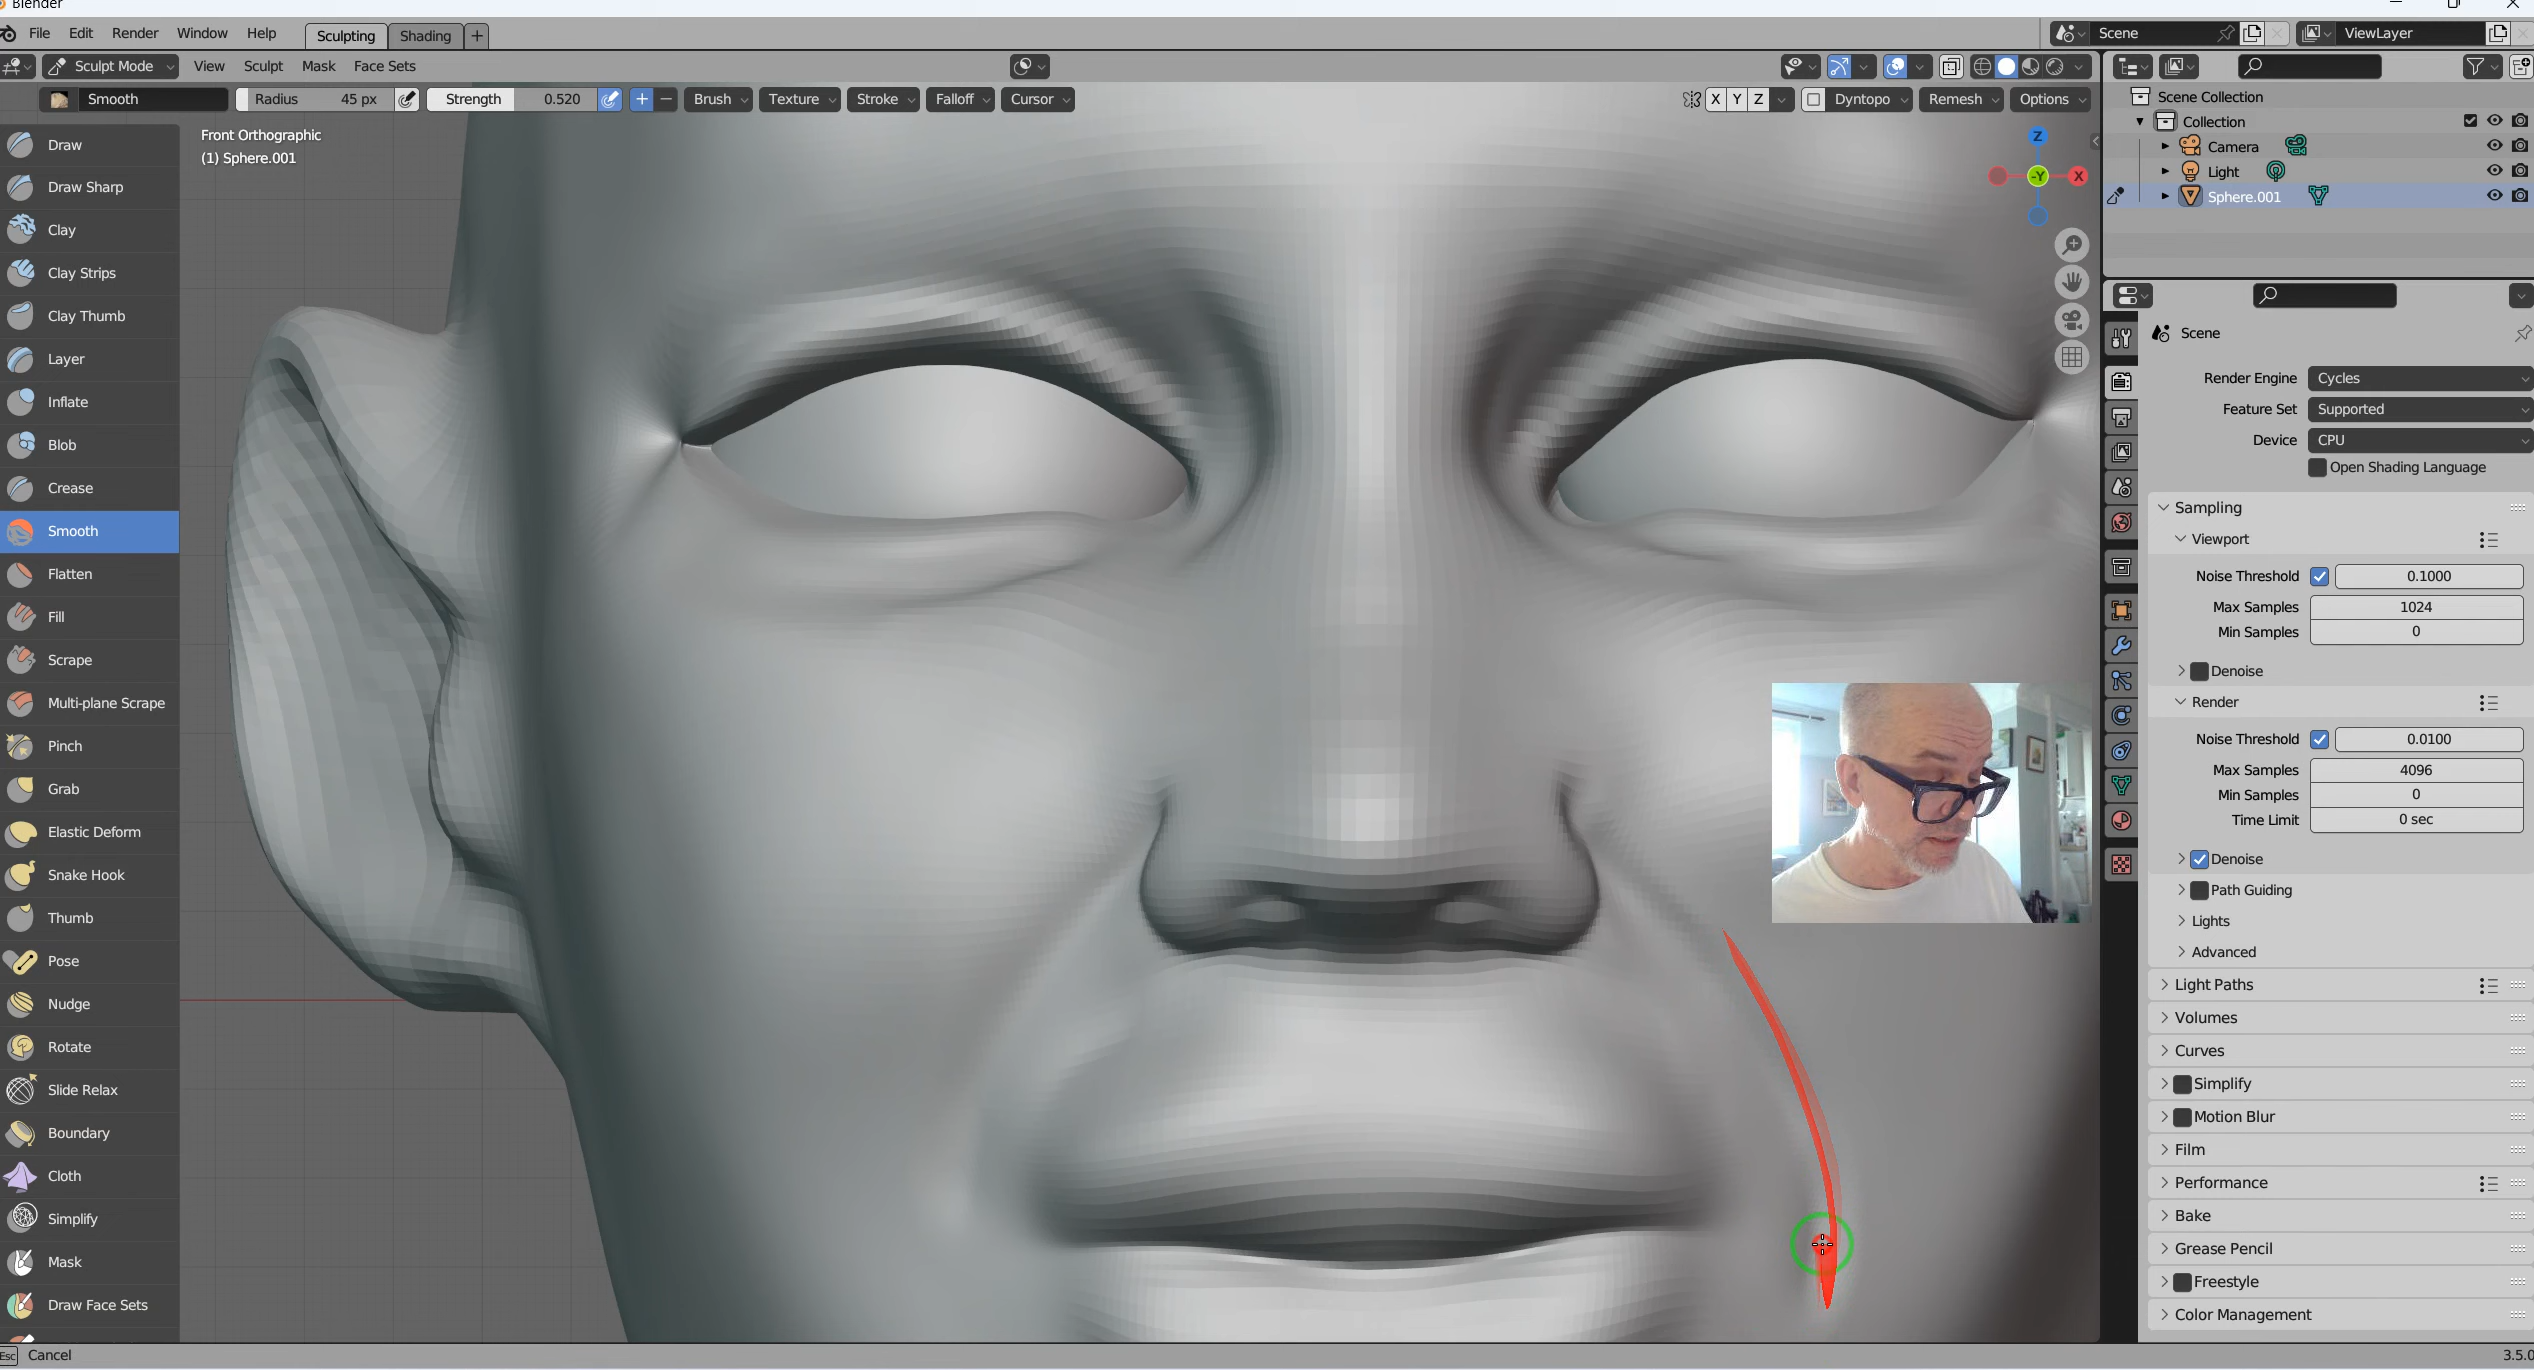 Blender
File Edit Render Window Help Sculpting Shading + Scene ViewLayer
Sculpt Mode View Sculpt Mask Face Sets
Smooth Radius 45 px Strength 0.520 + − Brush Texture Stroke Falloff Cursor X Y Z Dyntopo Remesh Options
Front Orthographic
(1) Sphere.001
Z
-Y X
Draw
Draw Sharp
Clay
Clay Strips
Clay Thumb
Layer
Inflate
Blob
Crease
Smooth
Flatten
Fill
Scrape
Multi-plane Scrape
Pinch
Grab
Elastic Deform
Snake Hook
Thumb
Pose
Nudge
Rotate
Slide Relax
Boundary
Cloth
Simplify
Mask
Draw Face Sets
Scene Collection
Collection
Camera
Light
Sphere.001
Scene
Render Engine Cycles
Feature Set Supported
Device CPU
Open Shading Language
Sampling
Viewport
Noise Threshold 0.1000
Max Samples 1024
Min Samples 0
Denoise
Render
Noise Threshold 0.0100
Max Samples 4096
Min Samples 0
Time Limit 0 sec
Denoise
Path Guiding
Lights
Advanced
Light Paths
Volumes
Curves
Simplify
Motion Blur
Film
Performance
Bake
Grease Pencil
Freestyle
Color Management
Esc Cancel
3.5.0